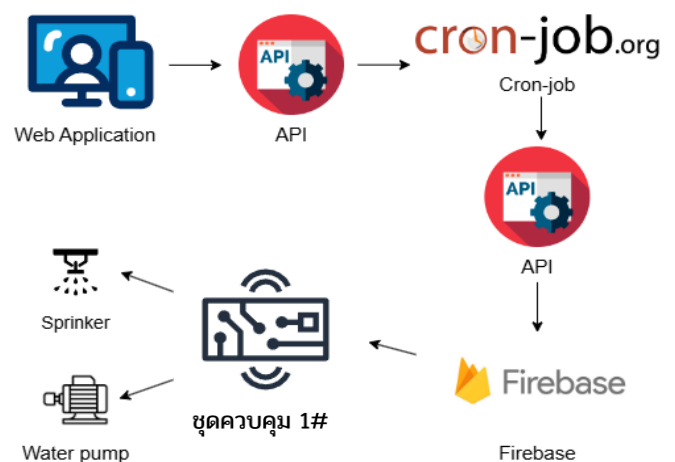 API
cron-job.org
Cron-job
Web Application
API
API
API
Sprinker
Firebase
ชุดควบคุม 1#
Water pump
Firebase